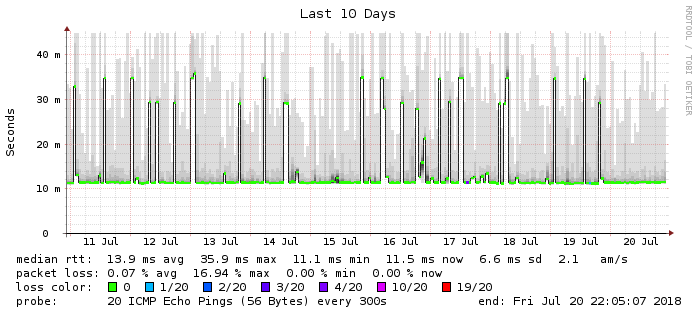 Last 10 Days
RRDTOOL / TOBI OETIKER
Seconds
40 m
30 m
20 m
10 m
0
11 Jul 12 Jul 13 Jul 14 Jul 15 Jul 16 Jul 17 Jul 18 Jul 19 Jul 20 Jul
median rtt: 13.9 ms avg 35.9 ms max 11.1 ms min 11.5 ms now 6.6 ms sd 2.1 am/s
packet loss: 0.07 % avg 16.94 % max 0.00 % min 0.00 % now
loss color: 0 1/20 2/20 3/20 4/20 10/20 19/20
probe: 20 ICMP Echo Pings (56 Bytes) every 300s end: Fri Jul 20 22:05:07 2018